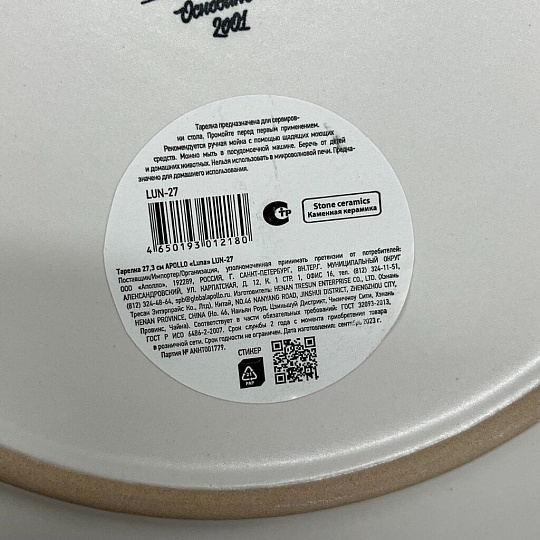 Основано
2001
Тарелка предназначена для сервиров-
ки стола. Промойте перед первым применением.
Рекомендуется ручная мойка с помощью щадящих моющих
средств. Можно мыть в посудомоечной машине. Беречь от детей
и домашних животных. Нельзя использовать в микроволновой печи. Предна-
значено для домашнего использования.
LUN-27
Stone ceramics
Каменная керамика
4 650193 012180
Тарелка 27,3 см APOLLO «Luna» LUN-27
Поставщик/Импортер/Организация, уполномоченная принимать претензии от потребителей:
ООО «Аполло», 192289, РОССИЯ, Г. САНКТ-ПЕТЕРБУРГ, ВН.ТЕР.Г. МУНИЦИПАЛЬНЫЙ ОКРУГ
АЛЕКСАНДРОВСКИЙ, УЛ. НАРПАТСКАЯ, Д. 12, К. 1 СТР. 1, ОФИС 16, тел. (812) 324-11-51,
(812) 324-48-64, spb@globalapollo.ru. Изготовитель: HENAN TRESUN ENTERPRISE CO., LTD. (Хэнань
Тресан Энтерпрайс Ко., Лтд), Китай, NO.46 NANYANG ROAD, JINSHUI DISTRICT, ZHENGZHOU CITY,
HENAN PROVINCE, CHINA (Но. 46, Наньян Роуд, Цзиньшуй Дистрикт, Чжэнчжоу Сити, Хэнань
Провинс, Чайна). Соответствует в части обязательных требований: ГОСТ 32093-2013,
ГОСТ Р ИСО 6486-2-2007. Срок службы 2 года с момента приобретения товара
в розничной сети. Срок годности не ограничен. Дата изготовления: сентябрь 2023 г.
Партия № ANHT001779.
СТИКЕР
21
PAP